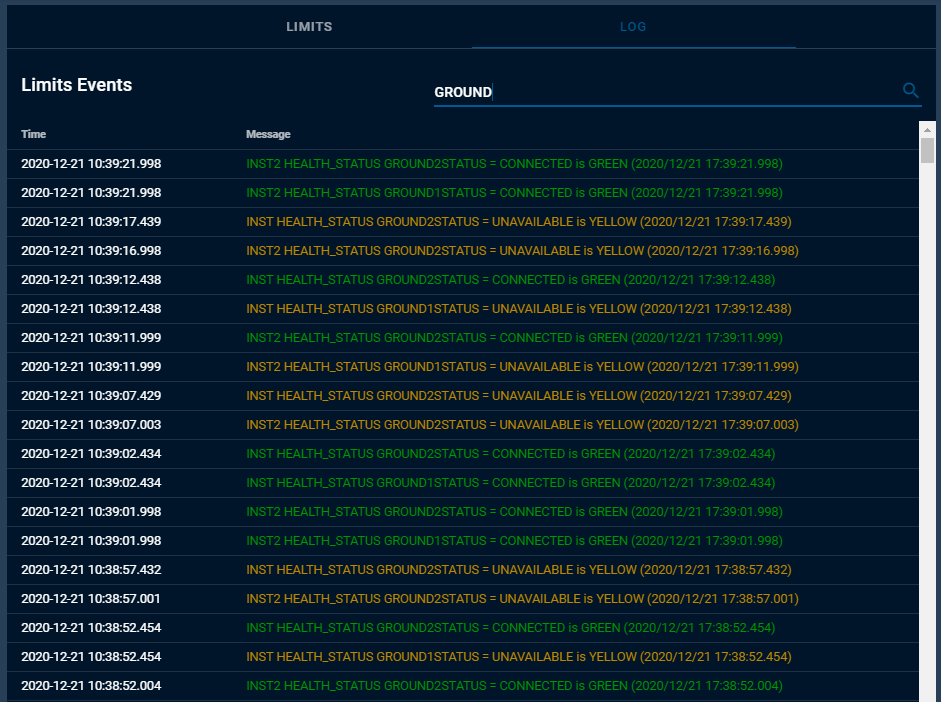 LIMITS LOG
Limits Events
GROUND
Time Message
2020-12-21 10:39:21.998 INST2 HEALTH_STATUS GROUND2STATUS = CONNECTED is GREEN (2020/12/21 17:39:21.998)
2020-12-21 10:39:21.998 INST2 HEALTH_STATUS GROUND1STATUS = CONNECTED is GREEN (2020/12/21 17:39:21.998)
2020-12-21 10:39:17.439 INST HEALTH_STATUS GROUND2STATUS = UNAVAILABLE is YELLOW (2020/12/21 17:39:17.439)
2020-12-21 10:39:16.998 INST2 HEALTH_STATUS GROUND2STATUS = UNAVAILABLE is YELLOW (2020/12/21 17:39:16.998)
2020-12-21 10:39:12.438 INST HEALTH_STATUS GROUND2STATUS = CONNECTED is GREEN (2020/12/21 17:39:12.438)
2020-12-21 10:39:12.438 INST HEALTH_STATUS GROUND1STATUS = UNAVAILABLE is YELLOW (2020/12/21 17:39:12.438)
2020-12-21 10:39:11.999 INST2 HEALTH_STATUS GROUND2STATUS = CONNECTED is GREEN (2020/12/21 17:39:11.999)
2020-12-21 10:39:11.999 INST2 HEALTH_STATUS GROUND1STATUS = UNAVAILABLE is YELLOW (2020/12/21 17:39:11.999)
2020-12-21 10:39:07.429 INST HEALTH_STATUS GROUND2STATUS = UNAVAILABLE is YELLOW (2020/12/21 17:39:07.429)
2020-12-21 10:39:07.003 INST2 HEALTH_STATUS GROUND2STATUS = UNAVAILABLE is YELLOW (2020/12/21 17:39:07.003)
2020-12-21 10:39:02.434 INST HEALTH_STATUS GROUND2STATUS = CONNECTED is GREEN (2020/12/21 17:39:02.434)
2020-12-21 10:39:02.434 INST HEALTH_STATUS GROUND1STATUS = CONNECTED is GREEN (2020/12/21 17:39:02.434)
2020-12-21 10:39:01.998 INST2 HEALTH_STATUS GROUND2STATUS = CONNECTED is GREEN (2020/12/21 17:39:01.998)
2020-12-21 10:39:01.998 INST2 HEALTH_STATUS GROUND1STATUS = CONNECTED is GREEN (2020/12/21 17:39:01.998)
2020-12-21 10:38:57.432 INST HEALTH_STATUS GROUND2STATUS = UNAVAILABLE is YELLOW (2020/12/21 17:38:57.432)
2020-12-21 10:38:57.001 INST2 HEALTH_STATUS GROUND2STATUS = UNAVAILABLE is YELLOW (2020/12/21 17:38:57.001)
2020-12-21 10:38:52.454 INST HEALTH_STATUS GROUND2STATUS = CONNECTED is GREEN (2020/12/21 17:38:52.454)
2020-12-21 10:38:52.454 INST HEALTH_STATUS GROUND1STATUS = UNAVAILABLE is YELLOW (2020/12/21 17:38:52.454)
2020-12-21 10:38:52.004 INST2 HEALTH_STATUS GROUND2STATUS = CONNECTED is GREEN (2020/12/21 17:38:52.004)